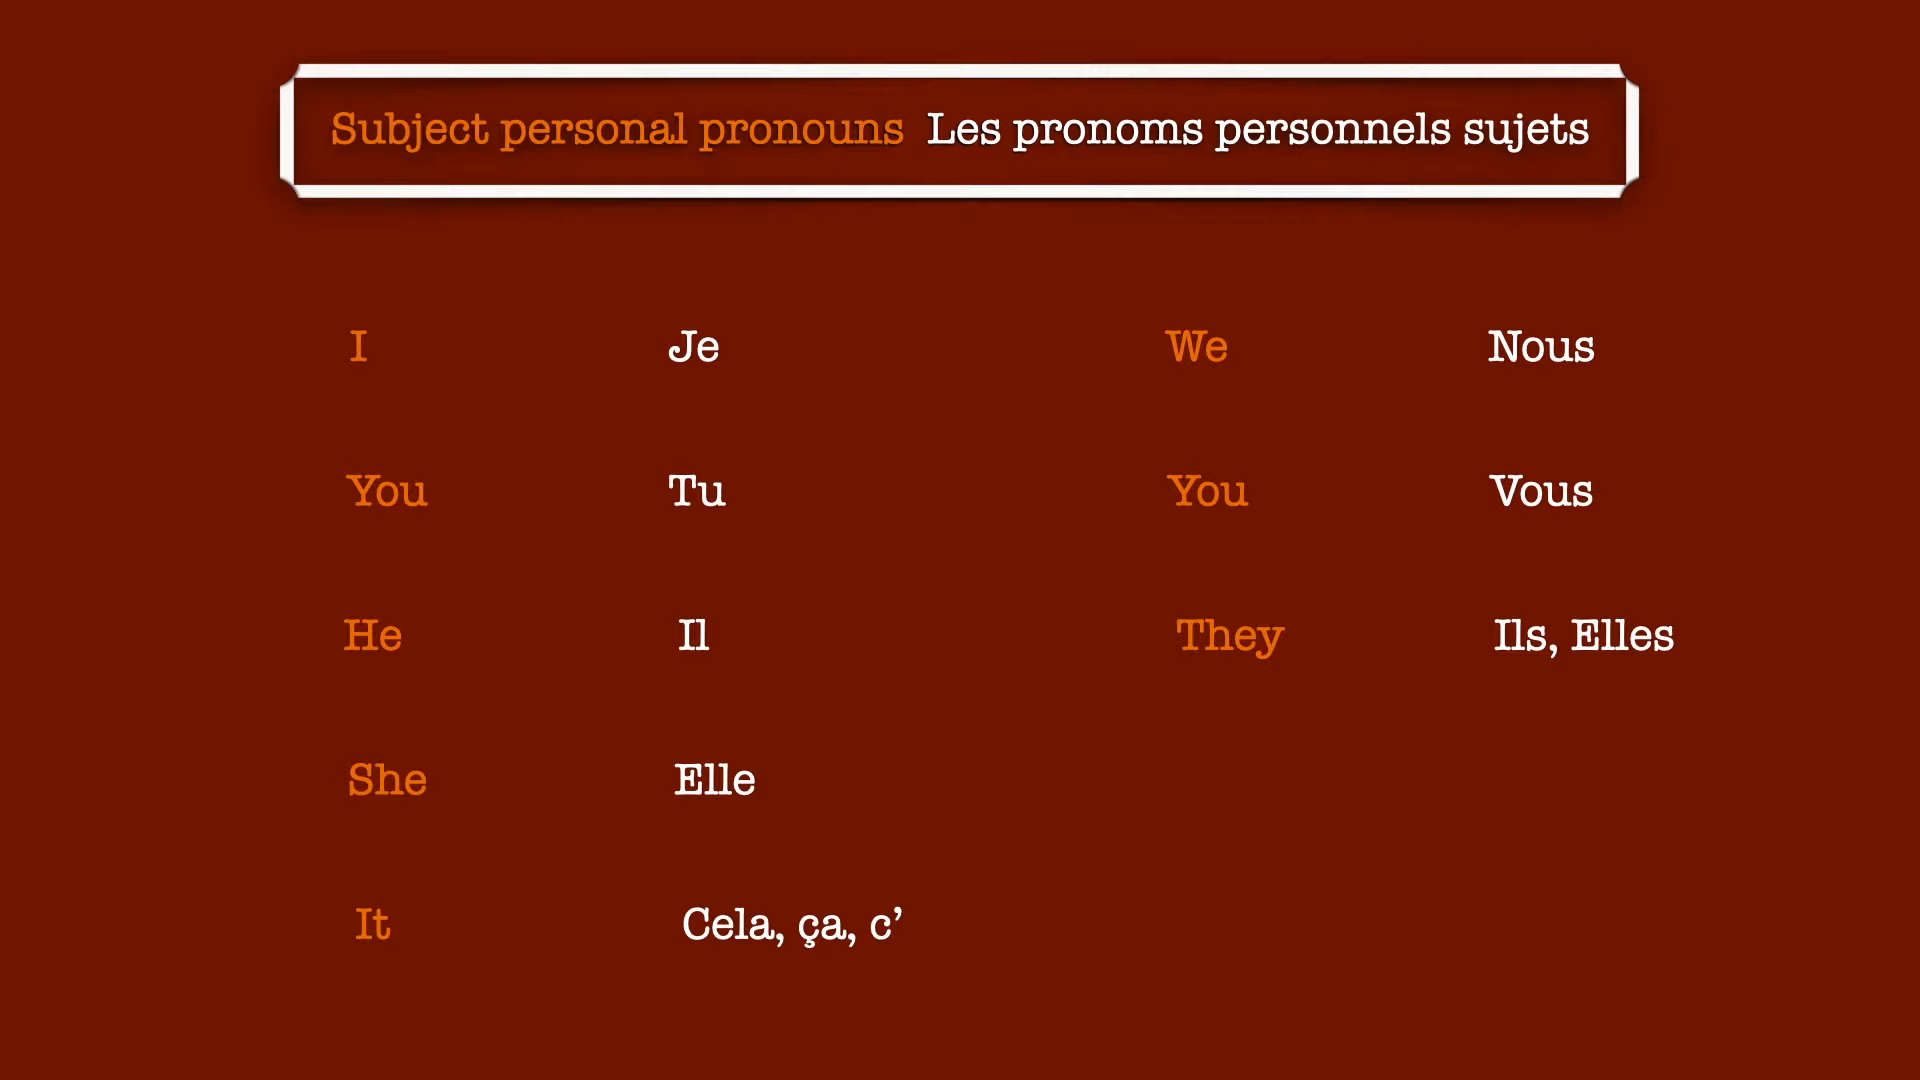 Subject personal pronouns Les pronoms personnels sujets
I Je We Nous
You Tu You Vous
He Il They Ils, Elles
She Elle
It Cela, ça, c’